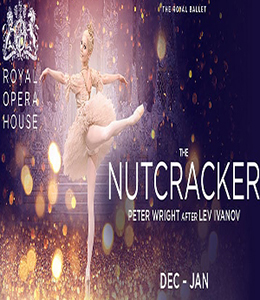 THE ROYAL BALLET
ROYAL
OPERA
HOUSE
THE
NUTCRACKER
PETER WRIGHT AFTER LEV IVANOV
DEC – JAN